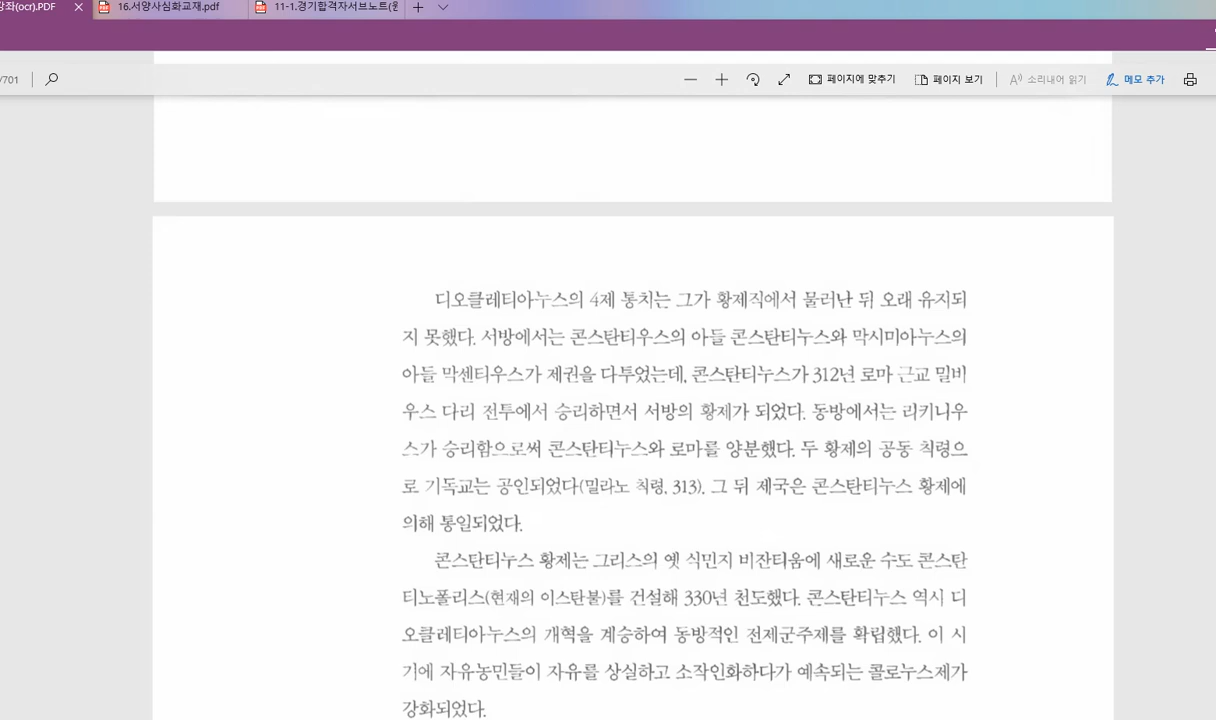 강좌(ocr).PDF
16.서양사심화교재.pdf
11-1.경기합격자서브노트(원
/701
페이지에 맞추기
페이지 보기
소리내어 읽기
메모 추가
디오클레티아누스의 4제 통치는 그가 황제직에서 물러난 뒤 오래 유지되
지 못했다. 서방에서는 콘스탄티우스의 아들 콘스탄티누스와 막시미아누스의
아들 막센티우스가 제권을 다투었는데, 콘스탄티누스가 312년 로마 근교 밀비
우스 다리 전투에서 승리하면서 서방의 황제가 되었다. 동방에서는 리키니우
스가 승리함으로써 콘스탄티누스와 로마를 양분했다. 두 황제의 공동 칙령으
로 기독교는 공인되었다(밀라노 칙령, 313). 그 뒤 제국은 콘스탄티누스 황제에
의해 통일되었다.
콘스탄티누스 황제는 그리스의 옛 식민지 비잔티움에 새로운 수도 콘스탄
티노폴리스(현재의 이스탄불)를 건설해 330년 천도했다. 콘스탄티누스 역시 디
오클레티아누스의 개혁을 계승하여 동방적인 전제군주제를 확립했다. 이 시
기에 자유농민들이 자유를 상실하고 소작인화하다가 예속되는 콜로누스제가
강화되었다.